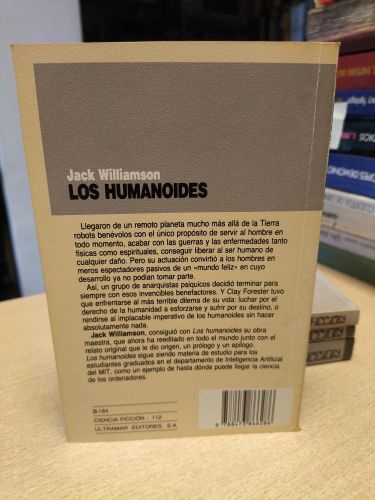 Jack Williamson
LOS HUMANOIDES
Llegaron de un remoto planeta mucho más allá de la Tierra
robots benévolos con el único propósito de servir al hombre en
todo momento, acabar con las guerras y las enfermedades tanto
físicas como espirituales, conseguir liberar al ser humano de
cualquier daño. Pero su actuación convirtió a los hombres en
meros espectadores pasivos de un «mundo feliz» en cuyo
desarrollo ya no podían tomar parte.
Así, un grupo de anarquistas psíquicos decidió terminar para
siempre con esos invencibles benefactores. Y Clay Forester tuvo
que enfrentarse al más terrible dilema de su vida: luchar por el
derecho de la humanidad a esforzarse y sufrir por su destino, o
rendirse al implacable imperativo de los humanoides sin hacer
absolutamente nada.
Jack Williamson, consiguió con Los humanoides su obra
maestra, que ahora ha reeditado en todo el mundo junto con el
relato original que le dio origen, un prólogo y un epílogo.
Los humanoides sigue siendo materia de estudio para los
estudiantes graduados en el departamento de Inteligencia Artificial
del MIT, como un ejemplo de hasta dónde puede llegar la ciencia
de los ordenadores.
B-184
CIENCIA FICCIÓN - 112
ULTRAMAR EDITORES, S.A.